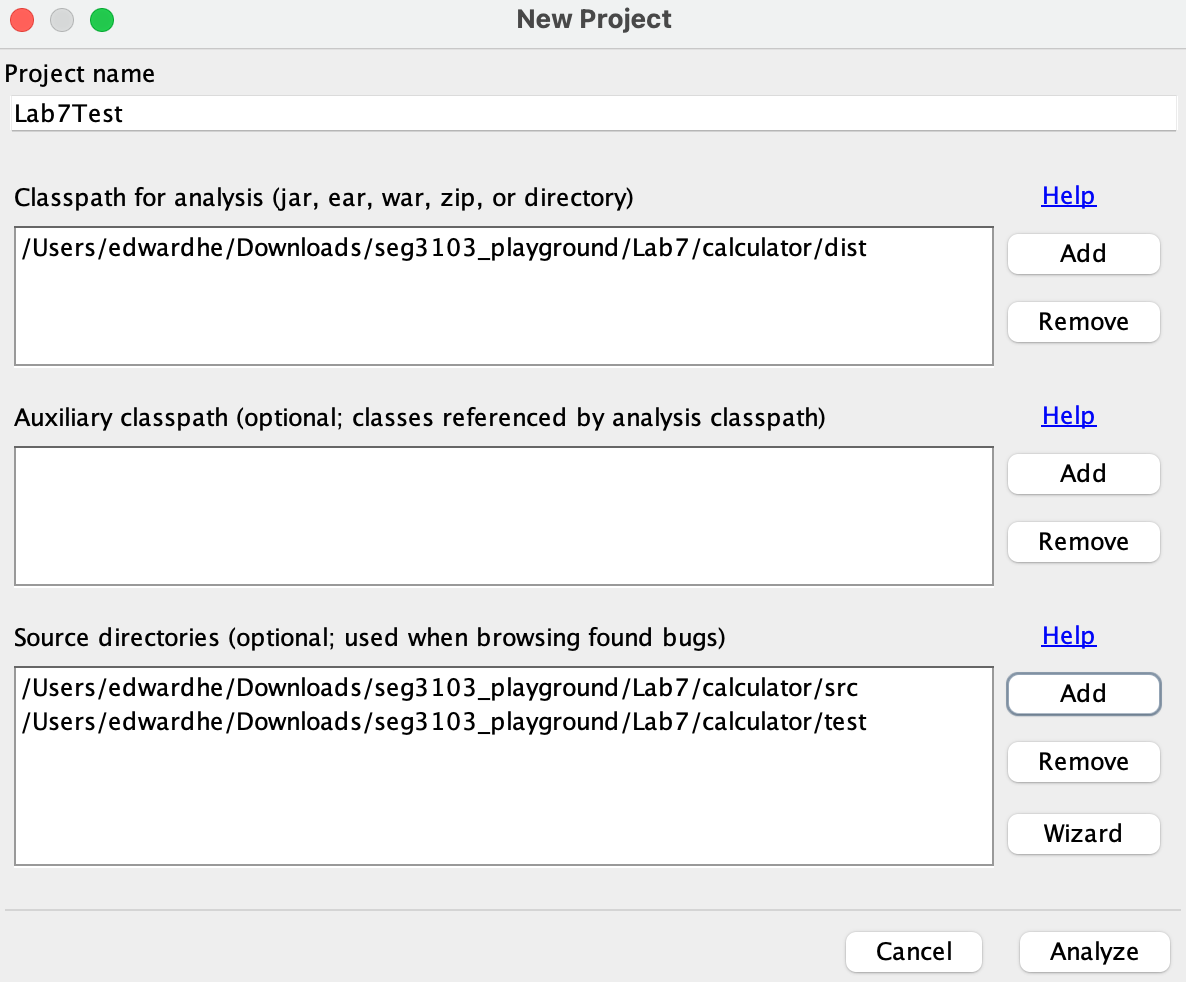 New Project
Project name
Lab7Test
Classpath for analysis (jar, ear, war, zip, or directory)
Help
/Users/edwardhe/Downloads/seg3103_playground/Lab7/calculator/dist
Add
Remove
Auxiliary classpath (optional; classes referenced by analysis classpath)
Help
Add
Remove
Source directories (optional; used when browsing found bugs)
Help
/Users/edwardhe/Downloads/seg3103_playground/Lab7/calculator/src
/Users/edwardhe/Downloads/seg3103_playground/Lab7/calculator/test
Add
Remove
Wizard
Cancel
Analyze